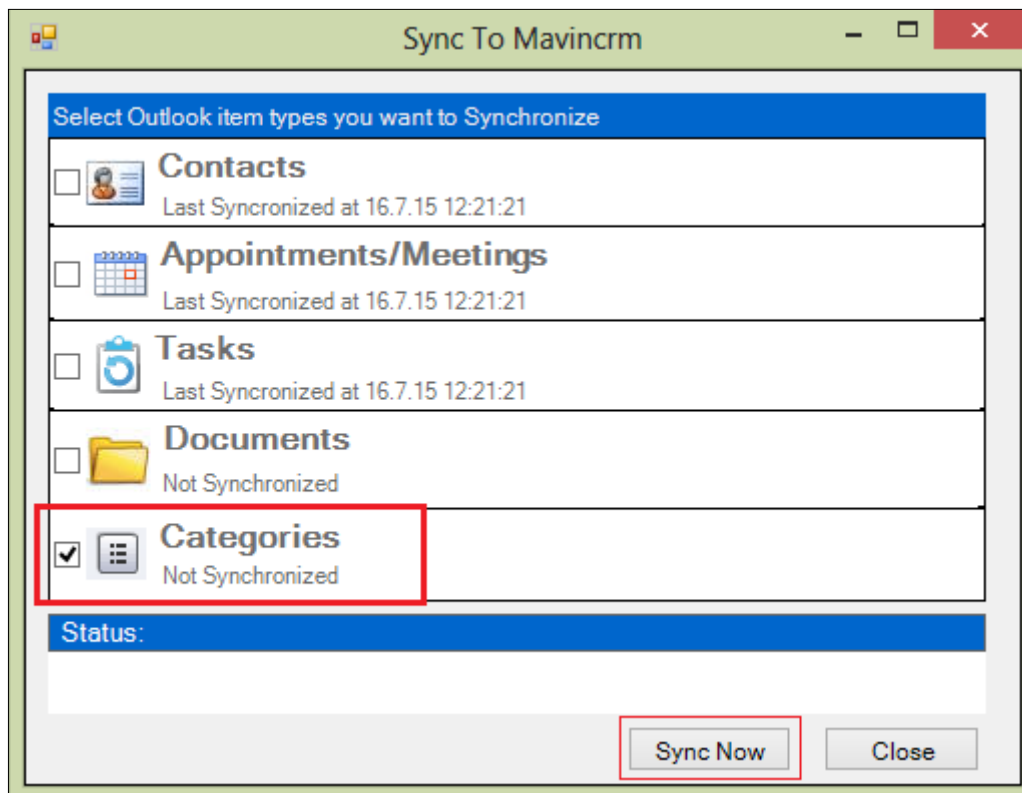 Sync To Mavincrm
Select Outlook item types you want to Synchronize
Contacts
Last Syncronized at 16.7.15 12:21:21
Appointments/Meetings
Last Syncronized at 16.7.15 12:21:21
Tasks
Last Syncronized at 16.7.15 12:21:21
Documents
Not Synchronized
Categories
Not Synchronized
Status:
Sync Now Close